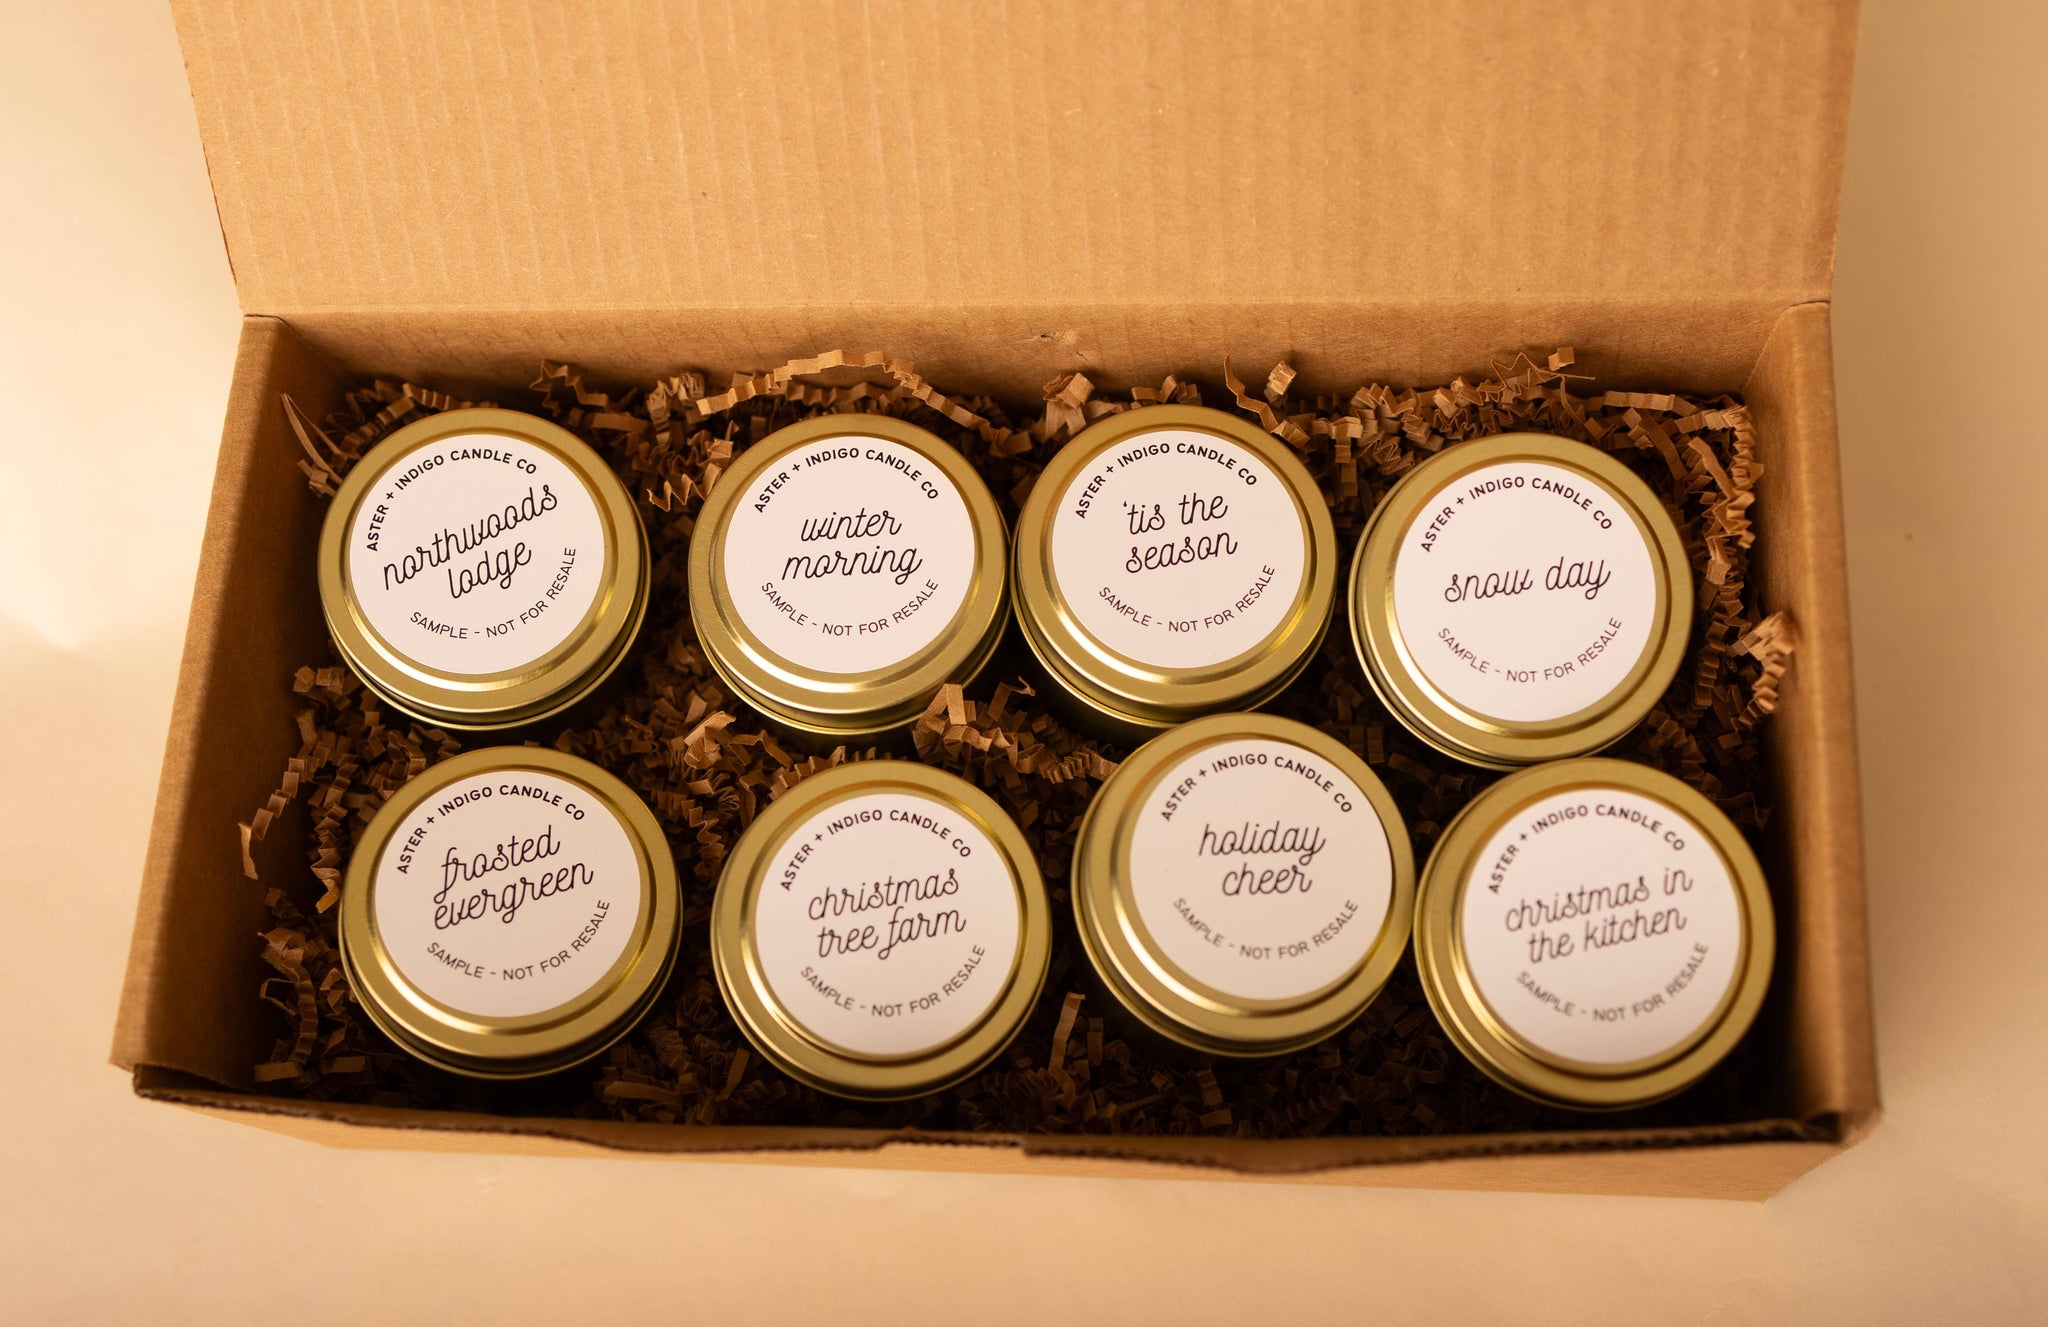 ASTER + INDIGO CANDLE CO
northwoods
lodge
SAMPLE - NOT FOR RESALE
ASTER + INDIGO CANDLE CO
winter
morning
SAMPLE - NOT FOR RESALE
ASTER + INDIGO CANDLE CO
'tis the
season
SAMPLE - NOT FOR RESALE
ASTER + INDIGO CANDLE CO
snow day
SAMPLE - NOT FOR RESALE
ASTER + INDIGO CANDLE CO
frosted
evergreen
SAMPLE - NOT FOR RESALE
ASTER + INDIGO CANDLE CO
christmas
tree farm
SAMPLE - NOT FOR RESALE
ASTER + INDIGO CANDLE CO
holiday
cheer
SAMPLE - NOT FOR RESALE
ASTER + INDIGO CANDLE CO
christmas in
the kitchen
SAMPLE - NOT FOR RESALE